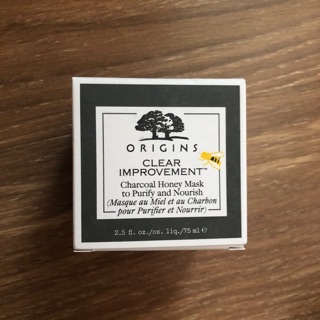 ORIGINS
CLEAR
IMPROVEMENT™
Charcoal Honey Mask
to Purify and Nourish
(Masque au Miel et au Charbon
pour Purifier et Nourrir)
2.5 fl. oz./oz. liq./75 ml ℮